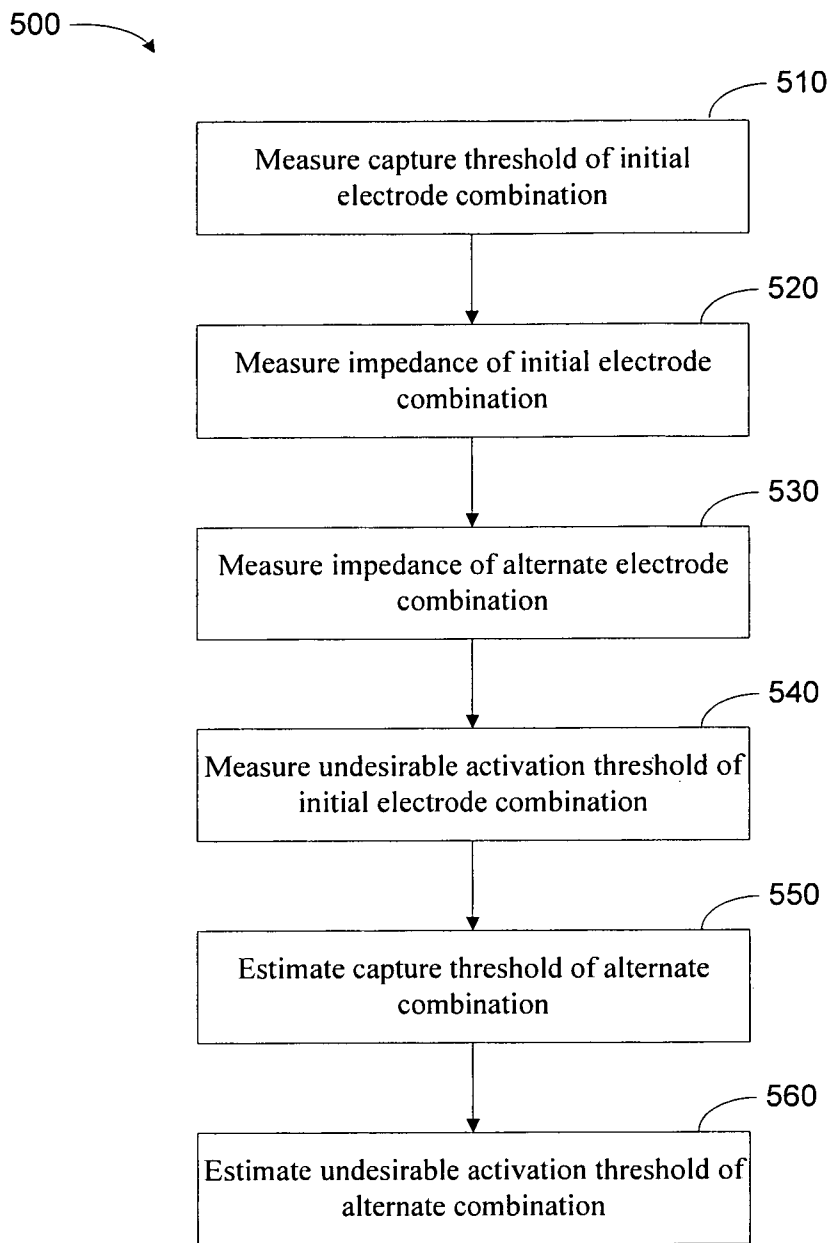 500
510
Measure capture threshold of initial
electrode combination
520
Measure impedance of initial electrode
combination
530
Measure impedance of alternate electrode
combination
540
Measure undesirable activation threshold of
initial electrode combination
550
Estimate capture threshold of alternate
combination
560
Estimate undesirable activation threshold of
alternate combination